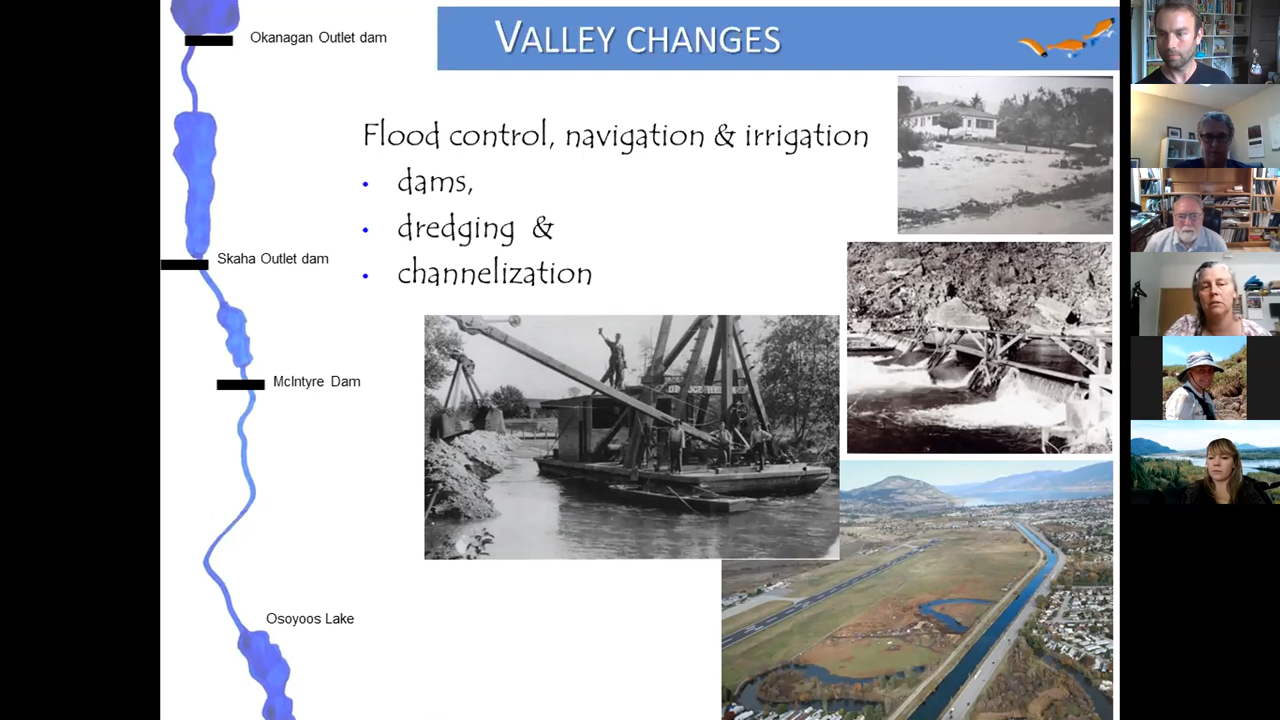 Okanagan Outlet dam
VALLEY CHANGES
Flood control, navigation & irrigation
• dams,
• dredging &
• channelization
Skaha Outlet dam
McIntyre Dam
Osoyoos Lake